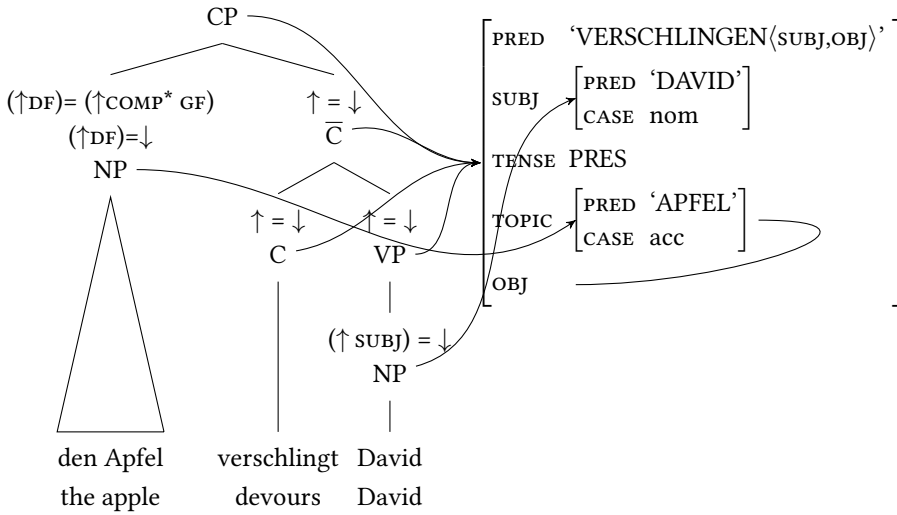 CP
PRED ‘VERSCHLINGEN⟨SUBJ,OBJ⟩’
(↑DF)= (↑COMP* GF)
(↑DF)=↓
NP
↑ = ↓
C̅
SUBJ
PRED ‘DAVID’
CASE nom
TENSE PRES
TOPIC
PRED ‘APFEL’
CASE acc
↑ = ↓
C
↑ = ↓
VP
OBJ
(↑ SUBJ) = ↓
NP
den Apfel verschlingt David
the apple devours David